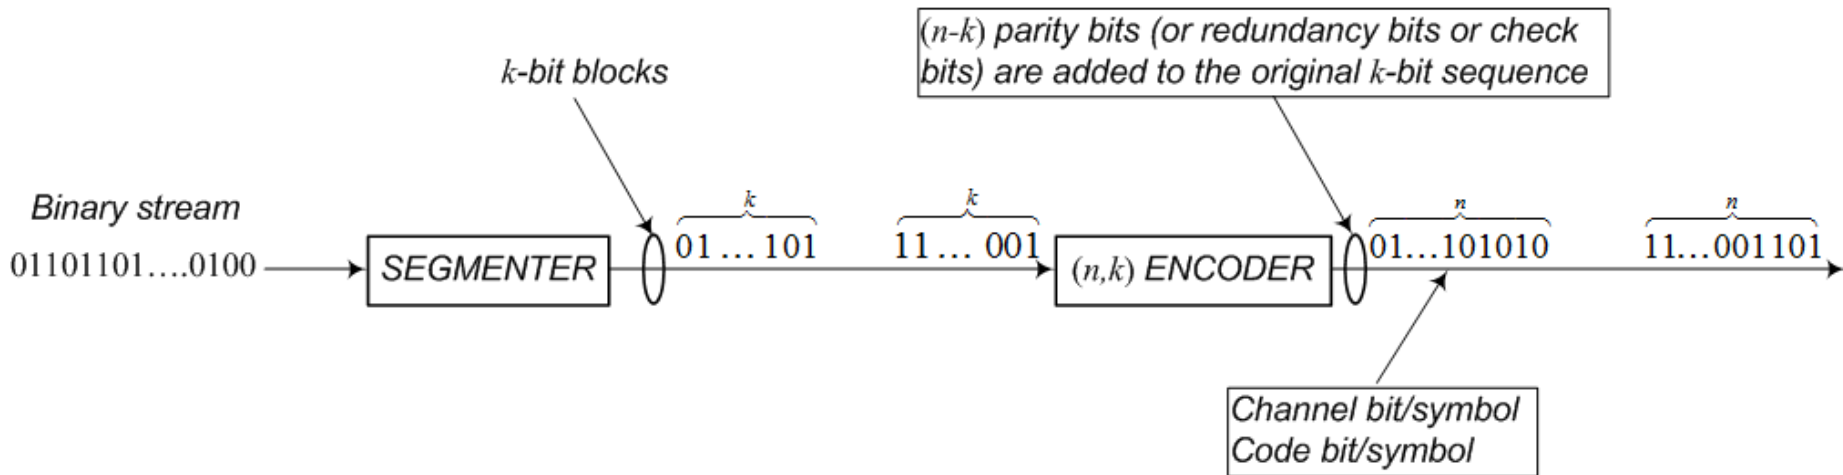 (n-k) parity bits (or redundancy bits or check
bits) are added to the original k-bit sequence
k-bit blocks
Binary stream
01101101....0100
SEGMENTER
k
01 ... 101
k
11 ... 001
(n,k) ENCODER
n
01...101010
n
11...001101
Channel bit/symbol
Code bit/symbol